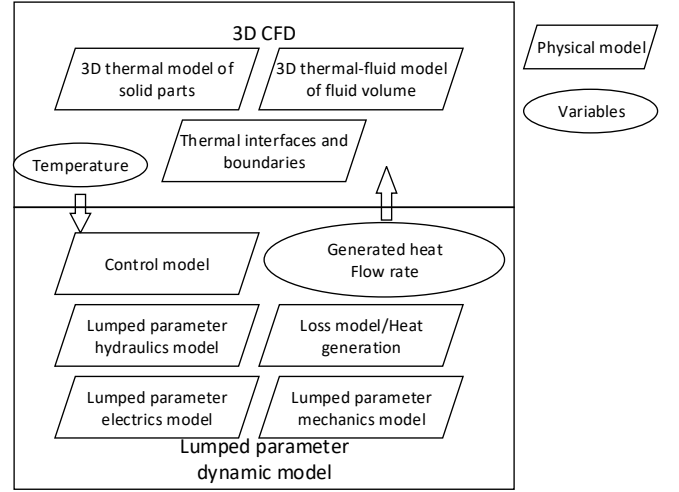 3D CFD
3D thermal model of
solid parts
3D thermal-fluid model
of fluid volume
Thermal interfaces and
boundaries
Temperature
Physical model
Variables
Control model
Generated heat
Flow rate
Lumped parameter
hydraulics model
Loss model/Heat
generation
Lumped parameter
electrics model
Lumped parameter
mechanics model
Lumped parameter
dynamic model